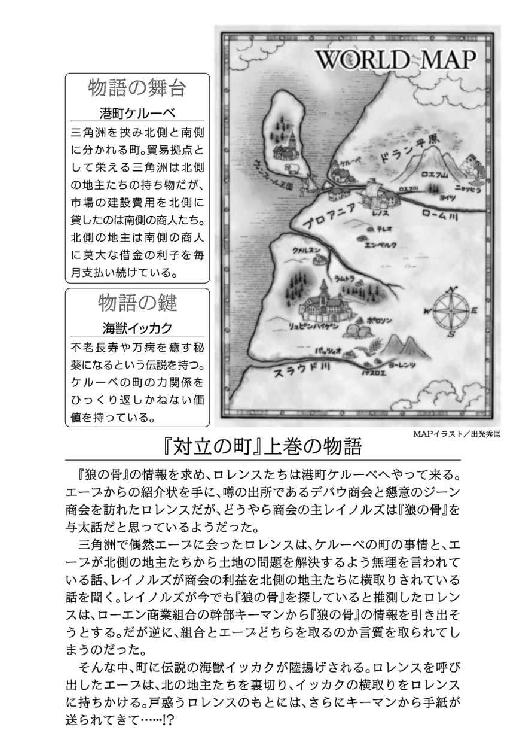 物語の舞台
港町ケルーベ
三角洲を挟み北側と南側
に分かれる町。貿易拠点と
して栄える三角洲は北側
の地主たちの持ち物だが、
市場の建設費用を北側に
貸したのは南側の商人たち。
北側の地主は南側の商人
に莫大な借金の利子を毎
月支払い続けている。
物語の鍵
海獣イッカク
不老長寿や万病を癒す秘
薬になるという伝説を持つ。
ケルーベの町の力関係を
ひっくり返しかねない価
値を持っている。
WORLD MAP
ドラン平原
ケルーベ
ロエフ山
ニョッヒラ
ヨイツ
ロエフ川
ウィンフィール王国
プロアニア
レノス
ローム川
テレオ
エンベルク
クメルスン
ラムトラ
リュビンハイゲン
ポロソン
パッツィオ
パスロエ
ラーレンツ
スラウド川
N
E
S
W
MAPイラスト／出光秀匡
『対立の町』上巻の物語
『狼の骨』の情報を求め、ロレンスたちは港町ケルーベへやって来る。
エーブからの紹介状を手に、噂の出所であるデバウ商会と懇意のジーン
商会を訪れたロレンスだが、どうやら商会の主レイノルズは『狼の骨』を
与太話だと思っているようだった。
三角洲で偶然エーブに会ったロレンスは、ケルーベの町の事情と、エ
ーブが北側の地主たちから土地の問題を解決するよう無理を言われて
いる話、レイノルズが商会の利益を北側の地主たちに横取りされている
話を聞く。レイノルズが今でも『狼の骨』を探していると推測したロレン
スは、ローエン商業組合の幹部キーマンから『狼の骨』の情報を引き出そ
うとする。だが逆に、組合とエーブどちらを取るのか言質を取られてし
まうのだった。
そんな中、町に伝説の海獣イッカクが陸揚げされる。ロレンスを呼び
出したエーブは、北の地主たちを裏切り、イッカクの横取りをロレンス
に持ちかける。戸惑うロレンスのもとには、さらにキーマンから手紙が
送られてきて……!?